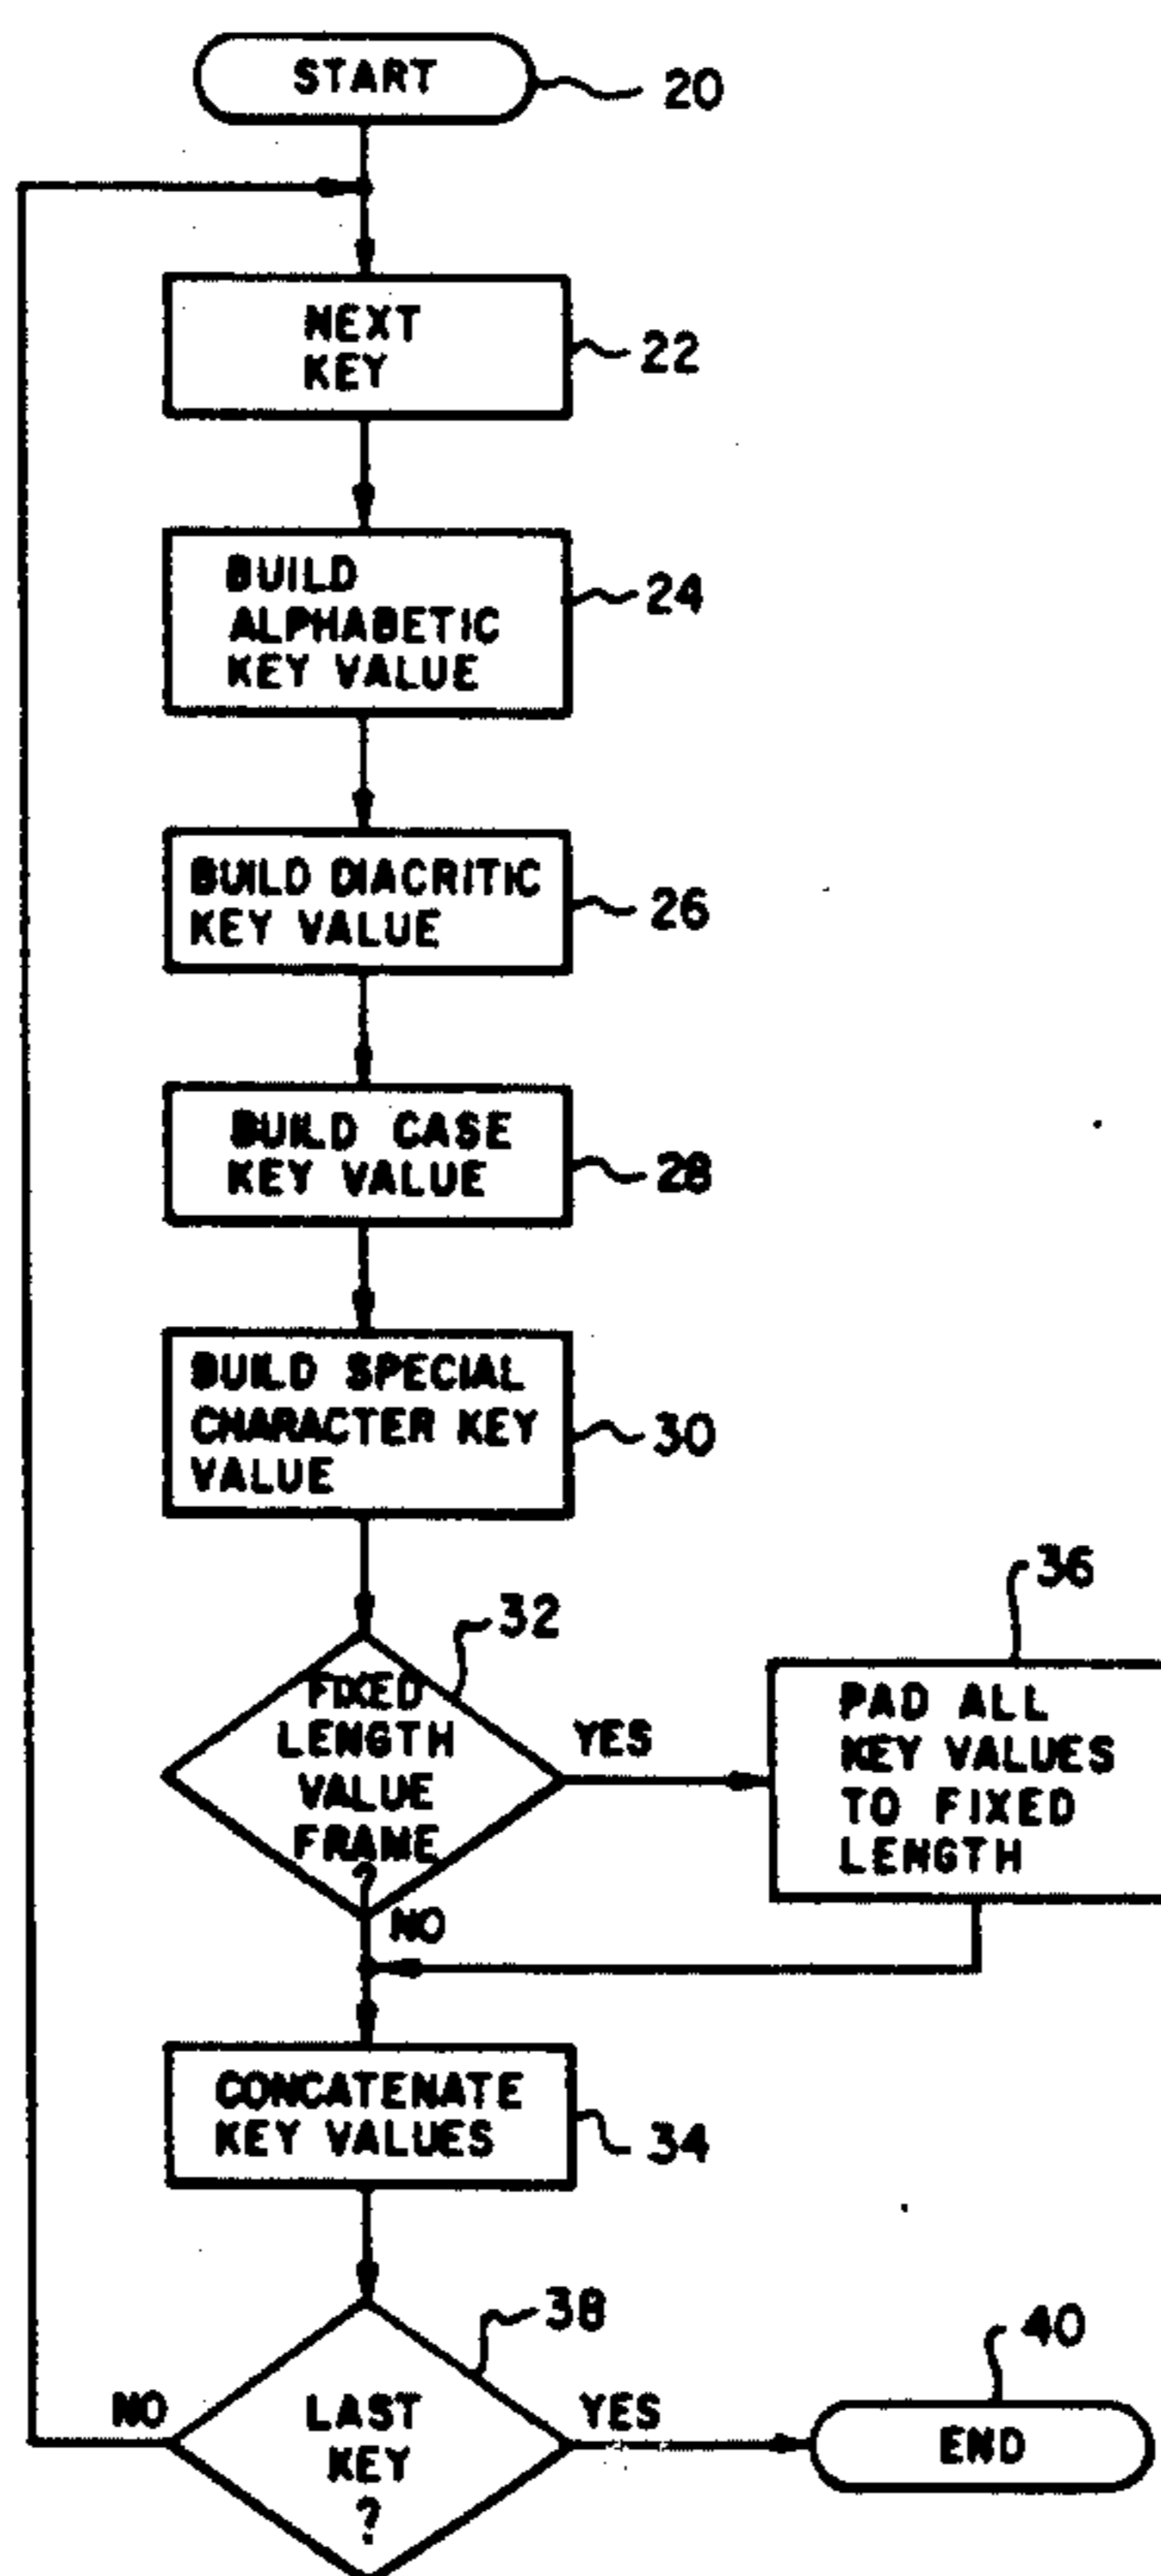 START
20
NEXT
KEY
22
BUILD
ALPHABETIC
KEY VALUE
24
BUILD DIACRITIC
KEY VALUE
26
BUILD CASE
KEY VALUE
28
BUILD SPECIAL
CHARACTER KEY
VALUE
30
32
FIXED
LENGTH
VALUE
FRAME
?
YES
NO
36
PAD ALL
KEY VALUES
TO FIXED
LENGTH
CONCATENATE
KEY VALUES
34
38
LAST
KEY
?
NO
YES
40
END